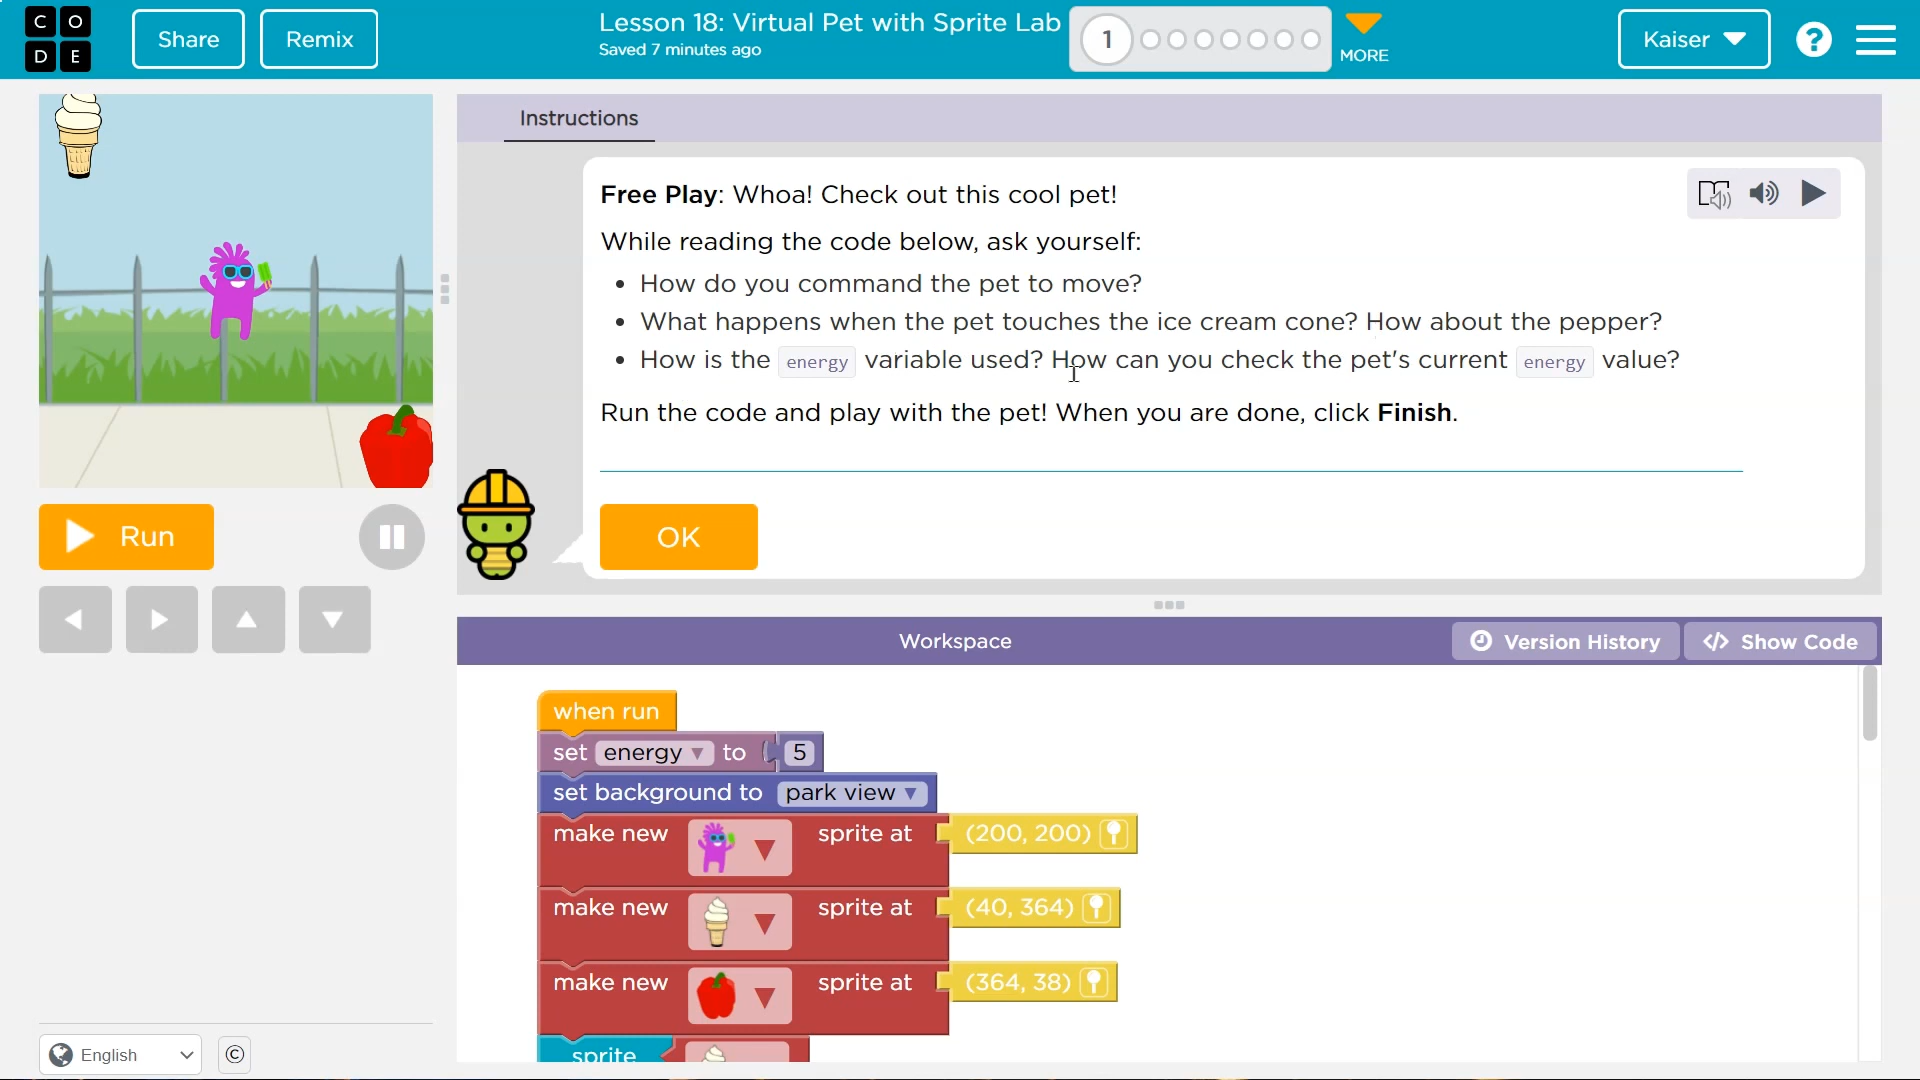 CODE
Share
Remix
Lesson 18: Virtual Pet with Sprite Lab
Saved 7 minutes ago
1
MORE
Kaiser
?
Instructions
Free Play: Whoa! Check out this cool pet!
While reading the code below, ask yourself:
• How do you command the pet to move?
• What happens when the pet touches the ice cream cone? How about the pepper?
• How is the energy variable used? How can you check the pet's current energy value?
Run the code and play with the pet! When you are done, click Finish.
OK
Run
Workspace
Version History
Show Code
when run
set energy to 5
set background to park view
make new sprite at (200, 200)
make new sprite at (40, 364)
make new sprite at (364, 38)
sprite
English
©